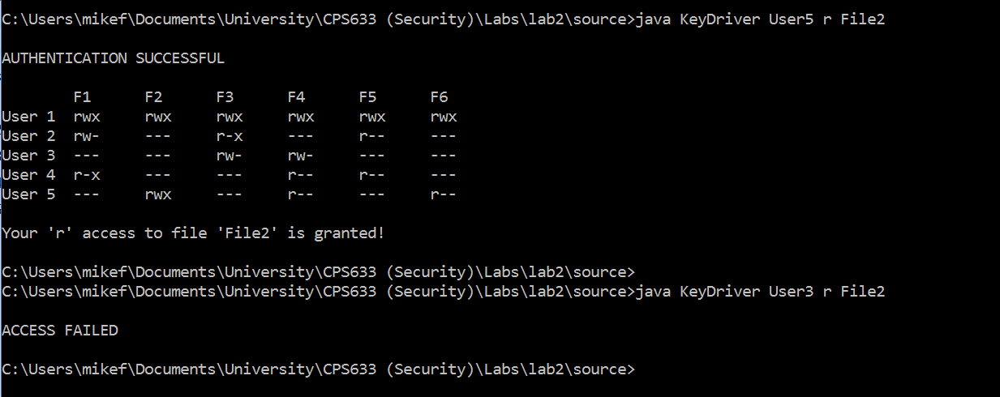 C:\Users\mikef\Documents\University\CPS633 (Security)\Labs\lab2\source>java KeyDriver User5 r File2
AUTHENTICATION SUCCESSFUL
F1 F2 F3 F4 F5 F6
User 1 rwx rwx rwx rwx rwx rwx
User 2 rw- --- r-x --- r-- ---
User 3 --- --- rw- rw- --- ---
User 4 r-x --- --- r-- r-- ---
User 5 --- rwx --- r-- --- r--
Your 'r' access to file 'File2' is granted!
C:\Users\mikef\Documents\University\CPS633 (Security)\Labs\lab2\source>
C:\Users\mikef\Documents\University\CPS633 (Security)\Labs\lab2\source>java KeyDriver User3 r File2
ACCESS FAILED
C:\Users\mikef\Documents\University\CPS633 (Security)\Labs\lab2\source>